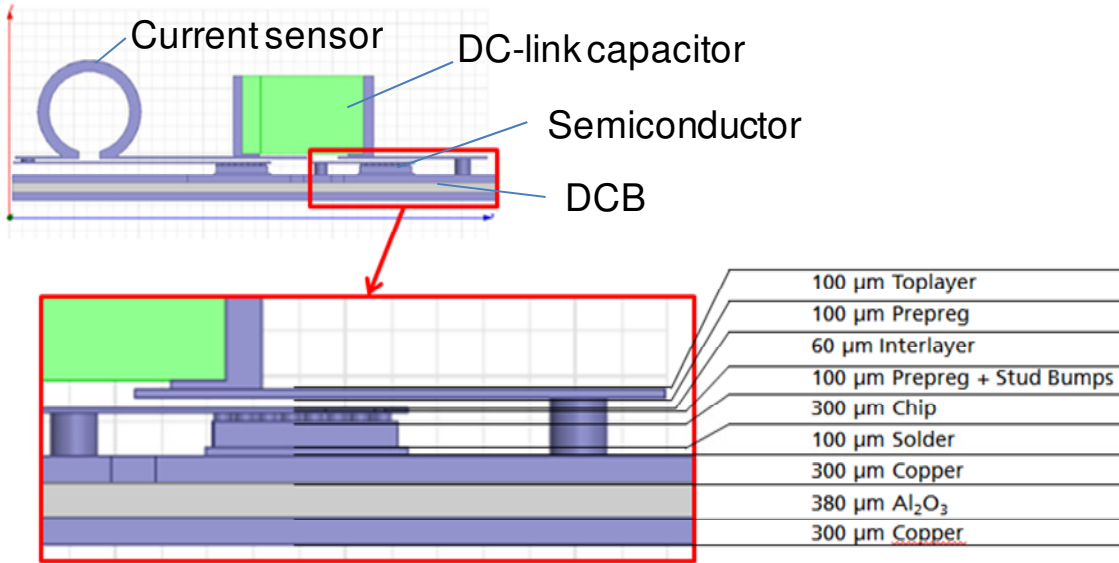 Current sensor
DC-link capacitor
Semiconductor
DCB
100 µm Toplayer
100 µm Prepreg
60 µm Interlayer
100 µm Prepreg + Stud Bumps
300 µm Chip
100 µm Solder
300 µm Copper
380 µm Al₂O₃
300 µm Copper